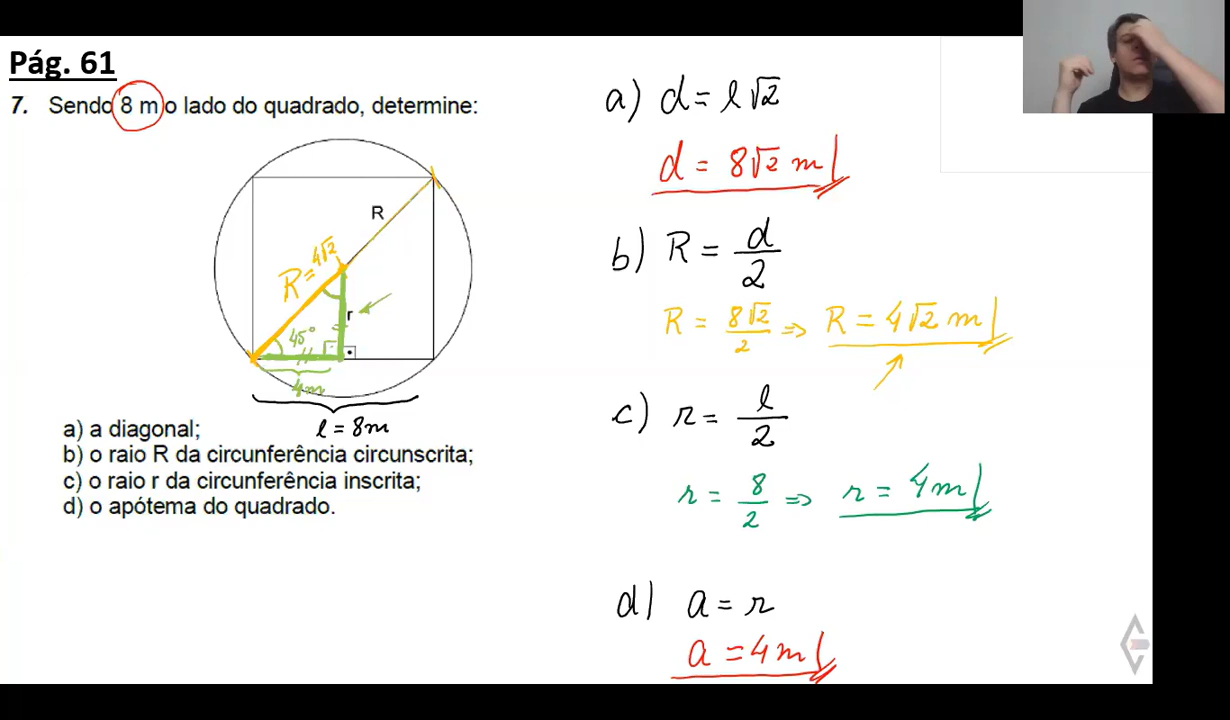 Pág. 61
7. Sendo 8 m o lado do quadrado, determine:
R
R = 4√2
r
45°
4m
l = 8m
a) a diagonal;
b) o raio R da circunferência circunscrita;
c) o raio r da circunferência inscrita;
d) o apótema do quadrado.
a) d = l√2
d = 8√2 m
b) R = d/2
R = 8√2/2 => R = 4√2 m
c) r = l/2
r = 8/2 => r = 4m
d) a = r
a = 4m